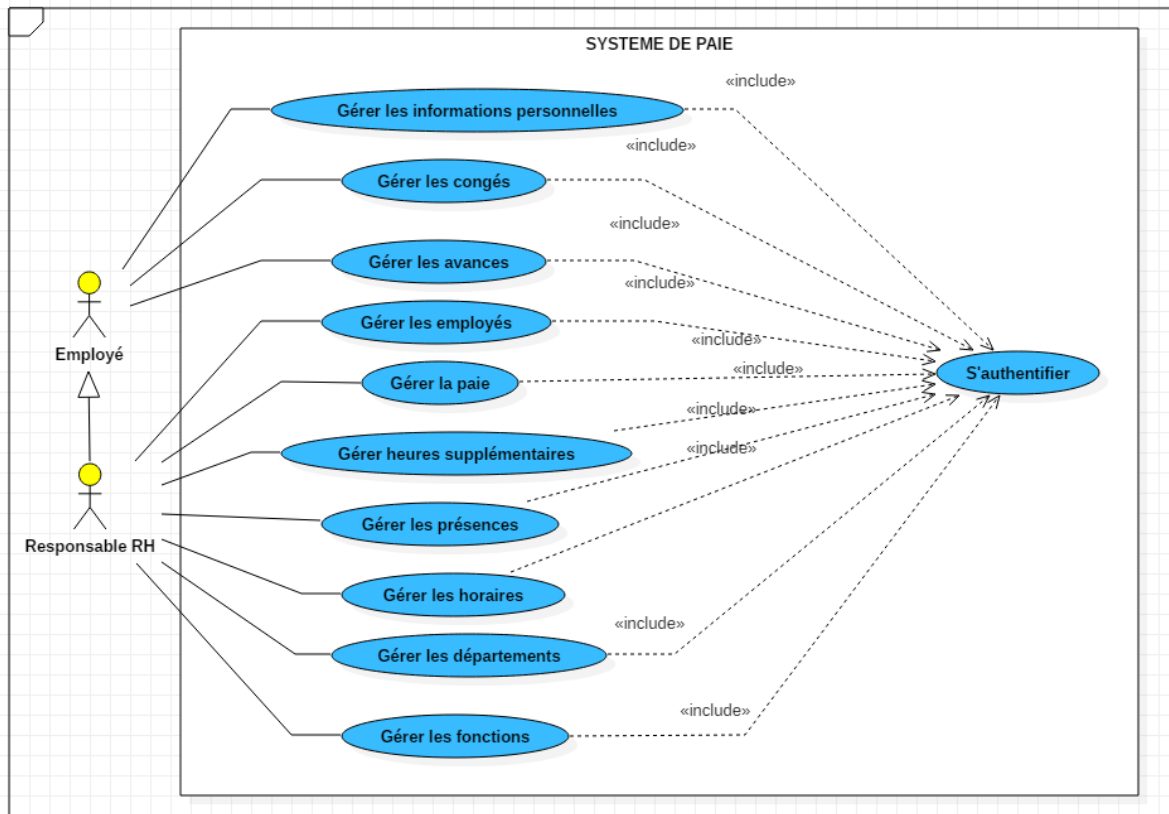 SYSTEME DE PAIE
«include»
Gérer les informations personnelles
«include»
Gérer les congés
«include»
Gérer les avances
«include»
Gérer les employés
«include»
Employé
Gérer la paie
«include»
S'authentifier
«include»
Gérer heures supplémentaires
«include»
Gérer les présences
Responsable RH
Gérer les horaires
«include»
Gérer les départements
«include»
Gérer les fonctions